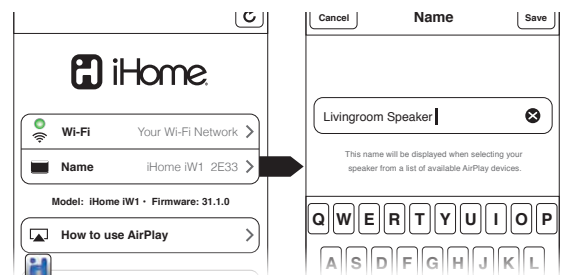 iHome
Wi-Fi Your Wi-Fi Network
Name iHome iW1 2E33
Model: iHome iW1 • Firmware: 31.1.0
How to use AirPlay
Cancel Name Save
Livingroom Speaker
This name will be displayed when selecting your
speaker from a list of available AirPlay devices.
Q W E R T Y U I O P
A S D F G H J K L